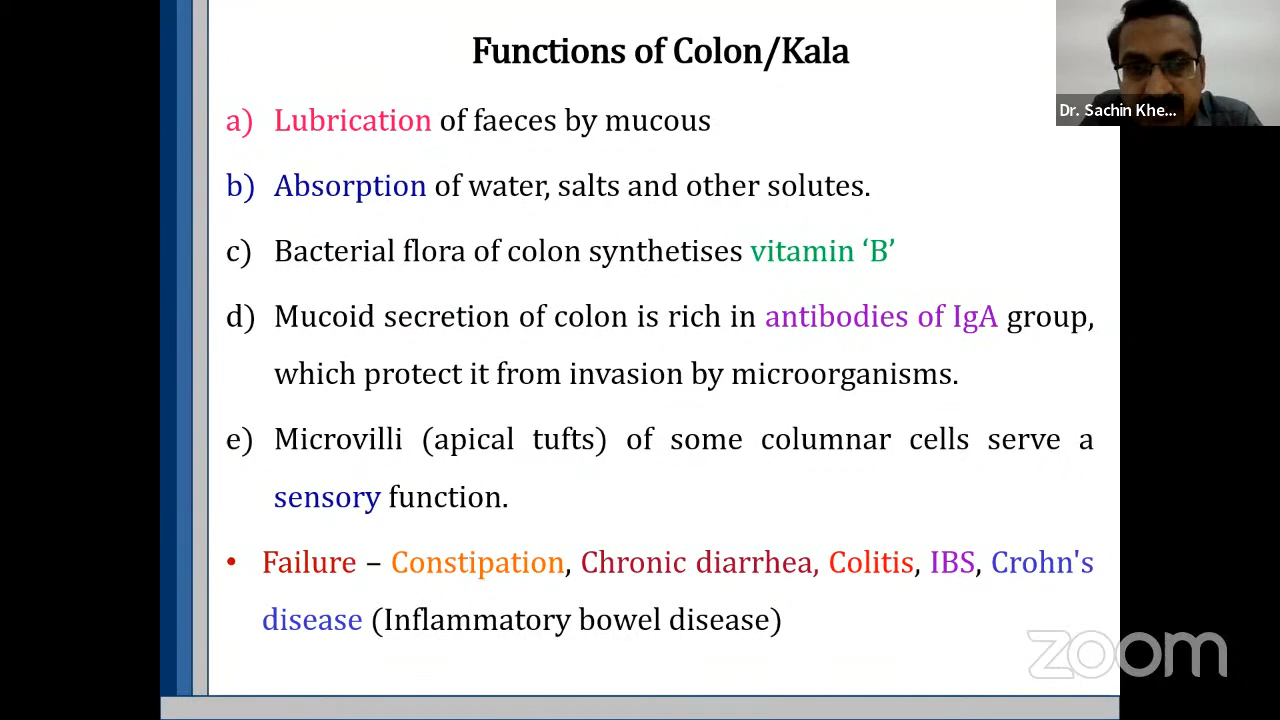 Functions of Colon/Kala
Dr. Sachin Khe...
a) Lubrication of faeces by mucous
b) Absorption of water, salts and other solutes.
c) Bacterial flora of colon synthetises vitamin ‘B’
d) Mucoid secretion of colon is rich in antibodies of IgA group,
which protect it from invasion by microorganisms.
e) Microvilli (apical tufts) of some columnar cells serve a
sensory function.
• Failure – Constipation, Chronic diarrhea, Colitis, IBS, Crohn's
disease (Inflammatory bowel disease)
zoom